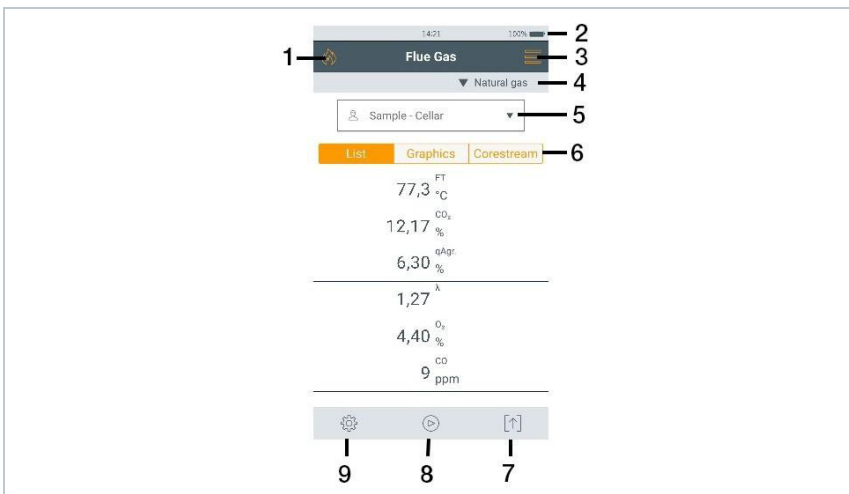 14:21 100% 2
1 Flue Gas 3
▼ Natural gas 4
Sample - Cellar ▼ 5
List Graphics Corestream 6
77,3 FT °C
12,17 CO₂ %
6,30 qAgr. %
1,27 λ
4,40 O₂ %
9 CO ppm
9 8 7